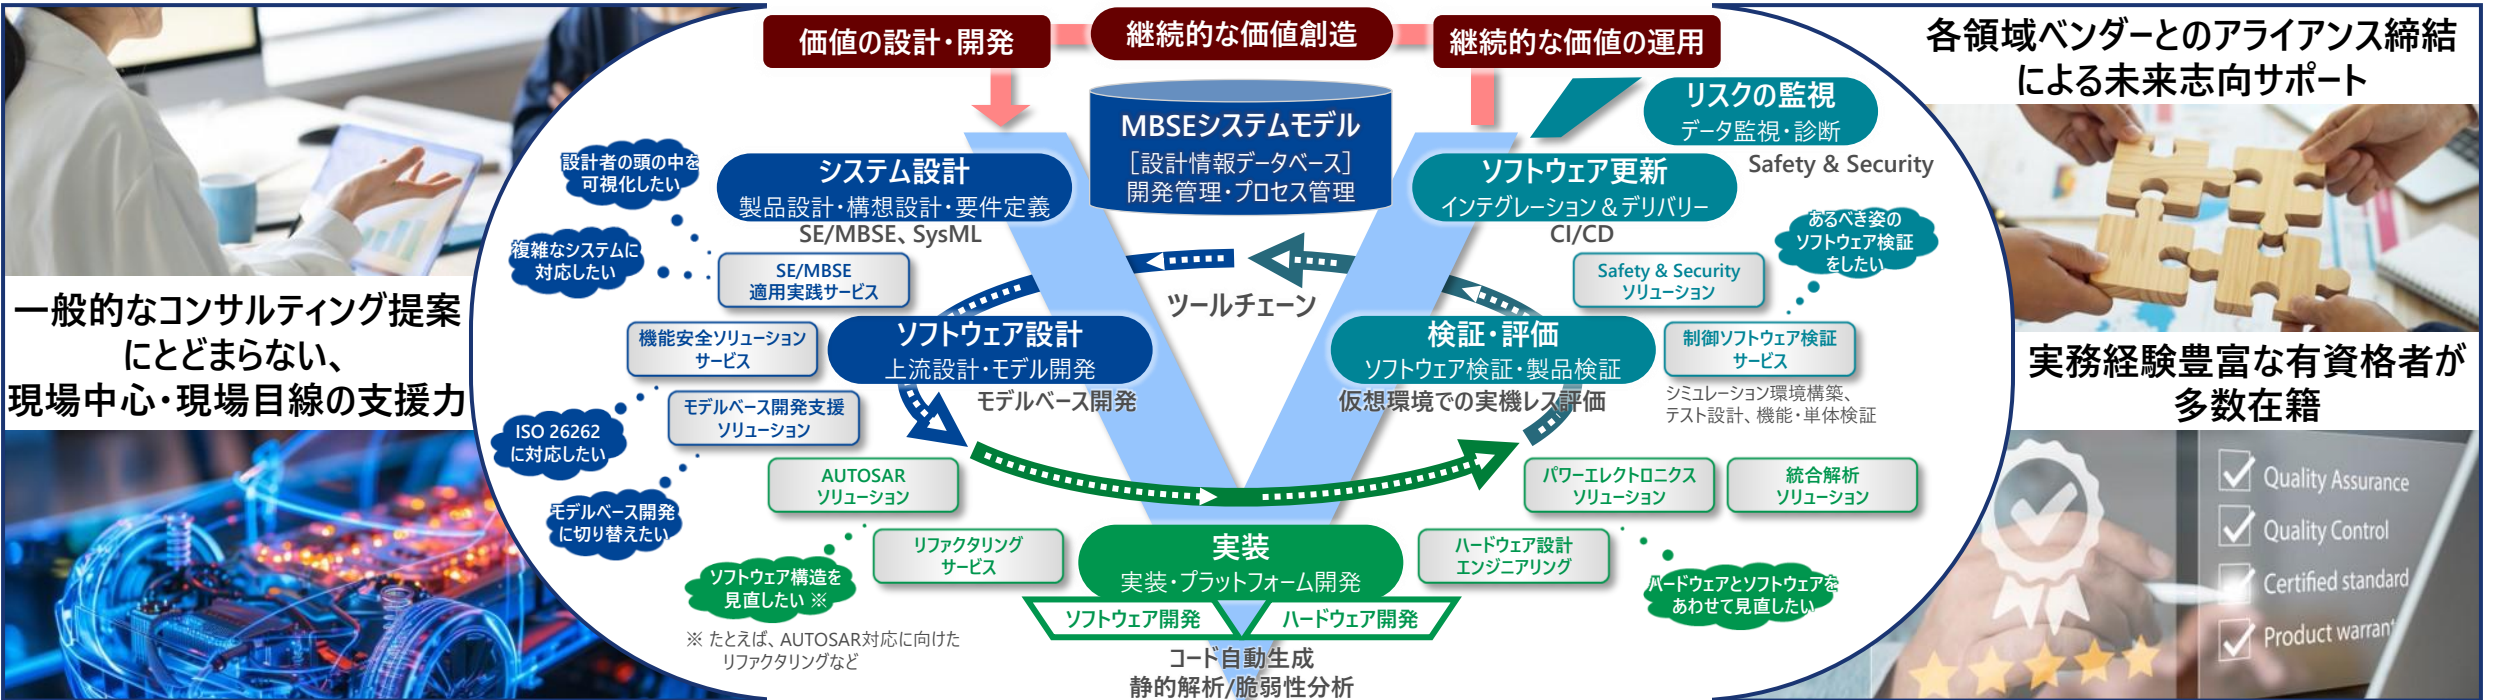 価値の設計・開発
継続的な価値創造
継続的な価値の運用
一般的なコンサルティング提案
にとどまらない、
現場中心・現場目線の支援力
各領域ベンダーとのアライアンス締結
による未来志向サポート
実務経験豊富な有資格者が
多数在籍
MBSEシステムモデル
［設計情報データベース］
開発管理・プロセス管理
リスクの監視
データ監視・診断
Safety & Security
システム設計
製品設計・構想設計・要件定義
SE/MBSE、SysML
ソフトウェア更新
インテグレーション＆デリバリー
CI/CD
設計者の頭の中を
可視化したい
複雑なシステムに
対応したい
SE/MBSE
適用実践サービス
ツールチェーン
Safety & Security
ソリューション
あるべき姿の
ソフトウェア検証
をしたい
機能安全ソリューション
サービス
ソフトウェア設計
上流設計・モデル開発
モデルベース開発
検証・評価
ソフトウェア検証・製品検証
仮想環境での実機レス評価
制御ソフトウェア検証
サービス
シミュレーション環境構築、
テスト設計、機能・単体検証
モデルベース開発支援
ソリューション
ISO 26262
に対応したい
モデルベース開発
に切り替えたい
AUTOSAR
ソリューション
パワーエレクトロニクス
ソリューション
統合解析
ソリューション
リファクタリング
サービス
実装
実装・プラットフォーム開発
ハードウェア設計
エンジニアリング
ソフトウェア構造を
見直したい ※
ハードウェアとソフトウェアを
あわせて見直したい
ソフトウェア開発
ハードウェア開発
※ たとえば、AUTOSAR対応に向けた
リファクタリングなど
コード自動生成
静的解析/脆弱性分析
Quality Assurance
Quality Control
Certified standard
Product warrant